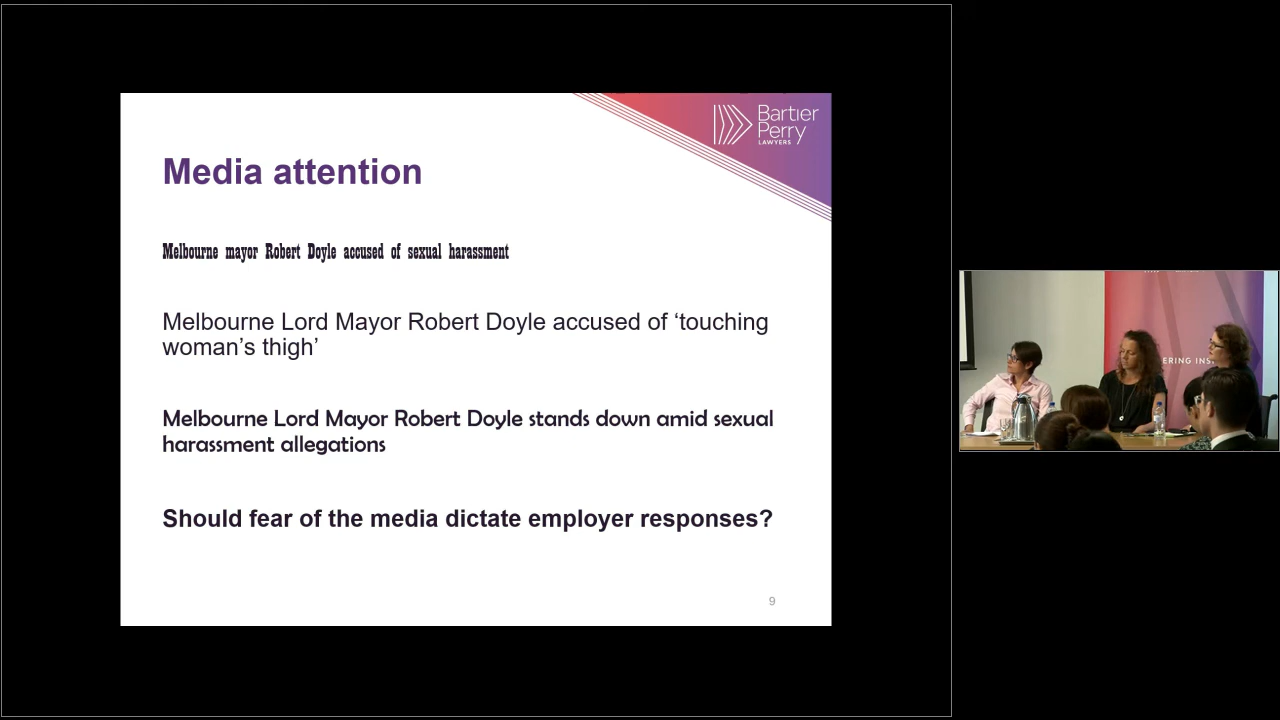 Bartier
Perry
LAWYERS
Media attention
Melbourne mayor Robert Doyle accused of sexual harassment
Melbourne Lord Mayor Robert Doyle accused of ‘touching
woman’s thigh’
Melbourne Lord Mayor Robert Doyle stands down amid sexual
harassment allegations
Should fear of the media dictate employer responses?
9